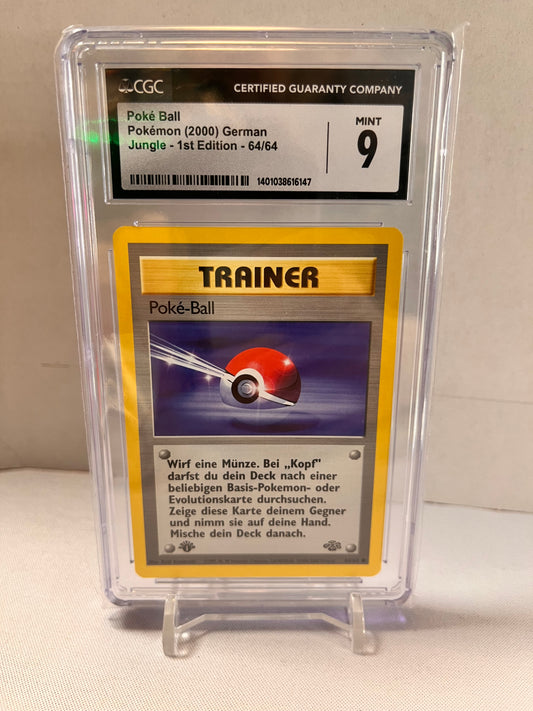 CGC CERTIFIED GUARANTY COMPANY
Poké Ball
Pokémon (2000) German
Jungle - 1st Edition - 64/64
MINT
9
1401038616147
TRAINER
Poké-Ball
Wirf eine Münze. Bei „Kopf"
darfst du dein Deck nach einer
beliebigen Basis-Pokemon- oder
Evolutionskarte durchsuchen.
Zeige diese Karte deinem Gegner
und nimm sie auf deine Hand.
Mische dein Deck danach.